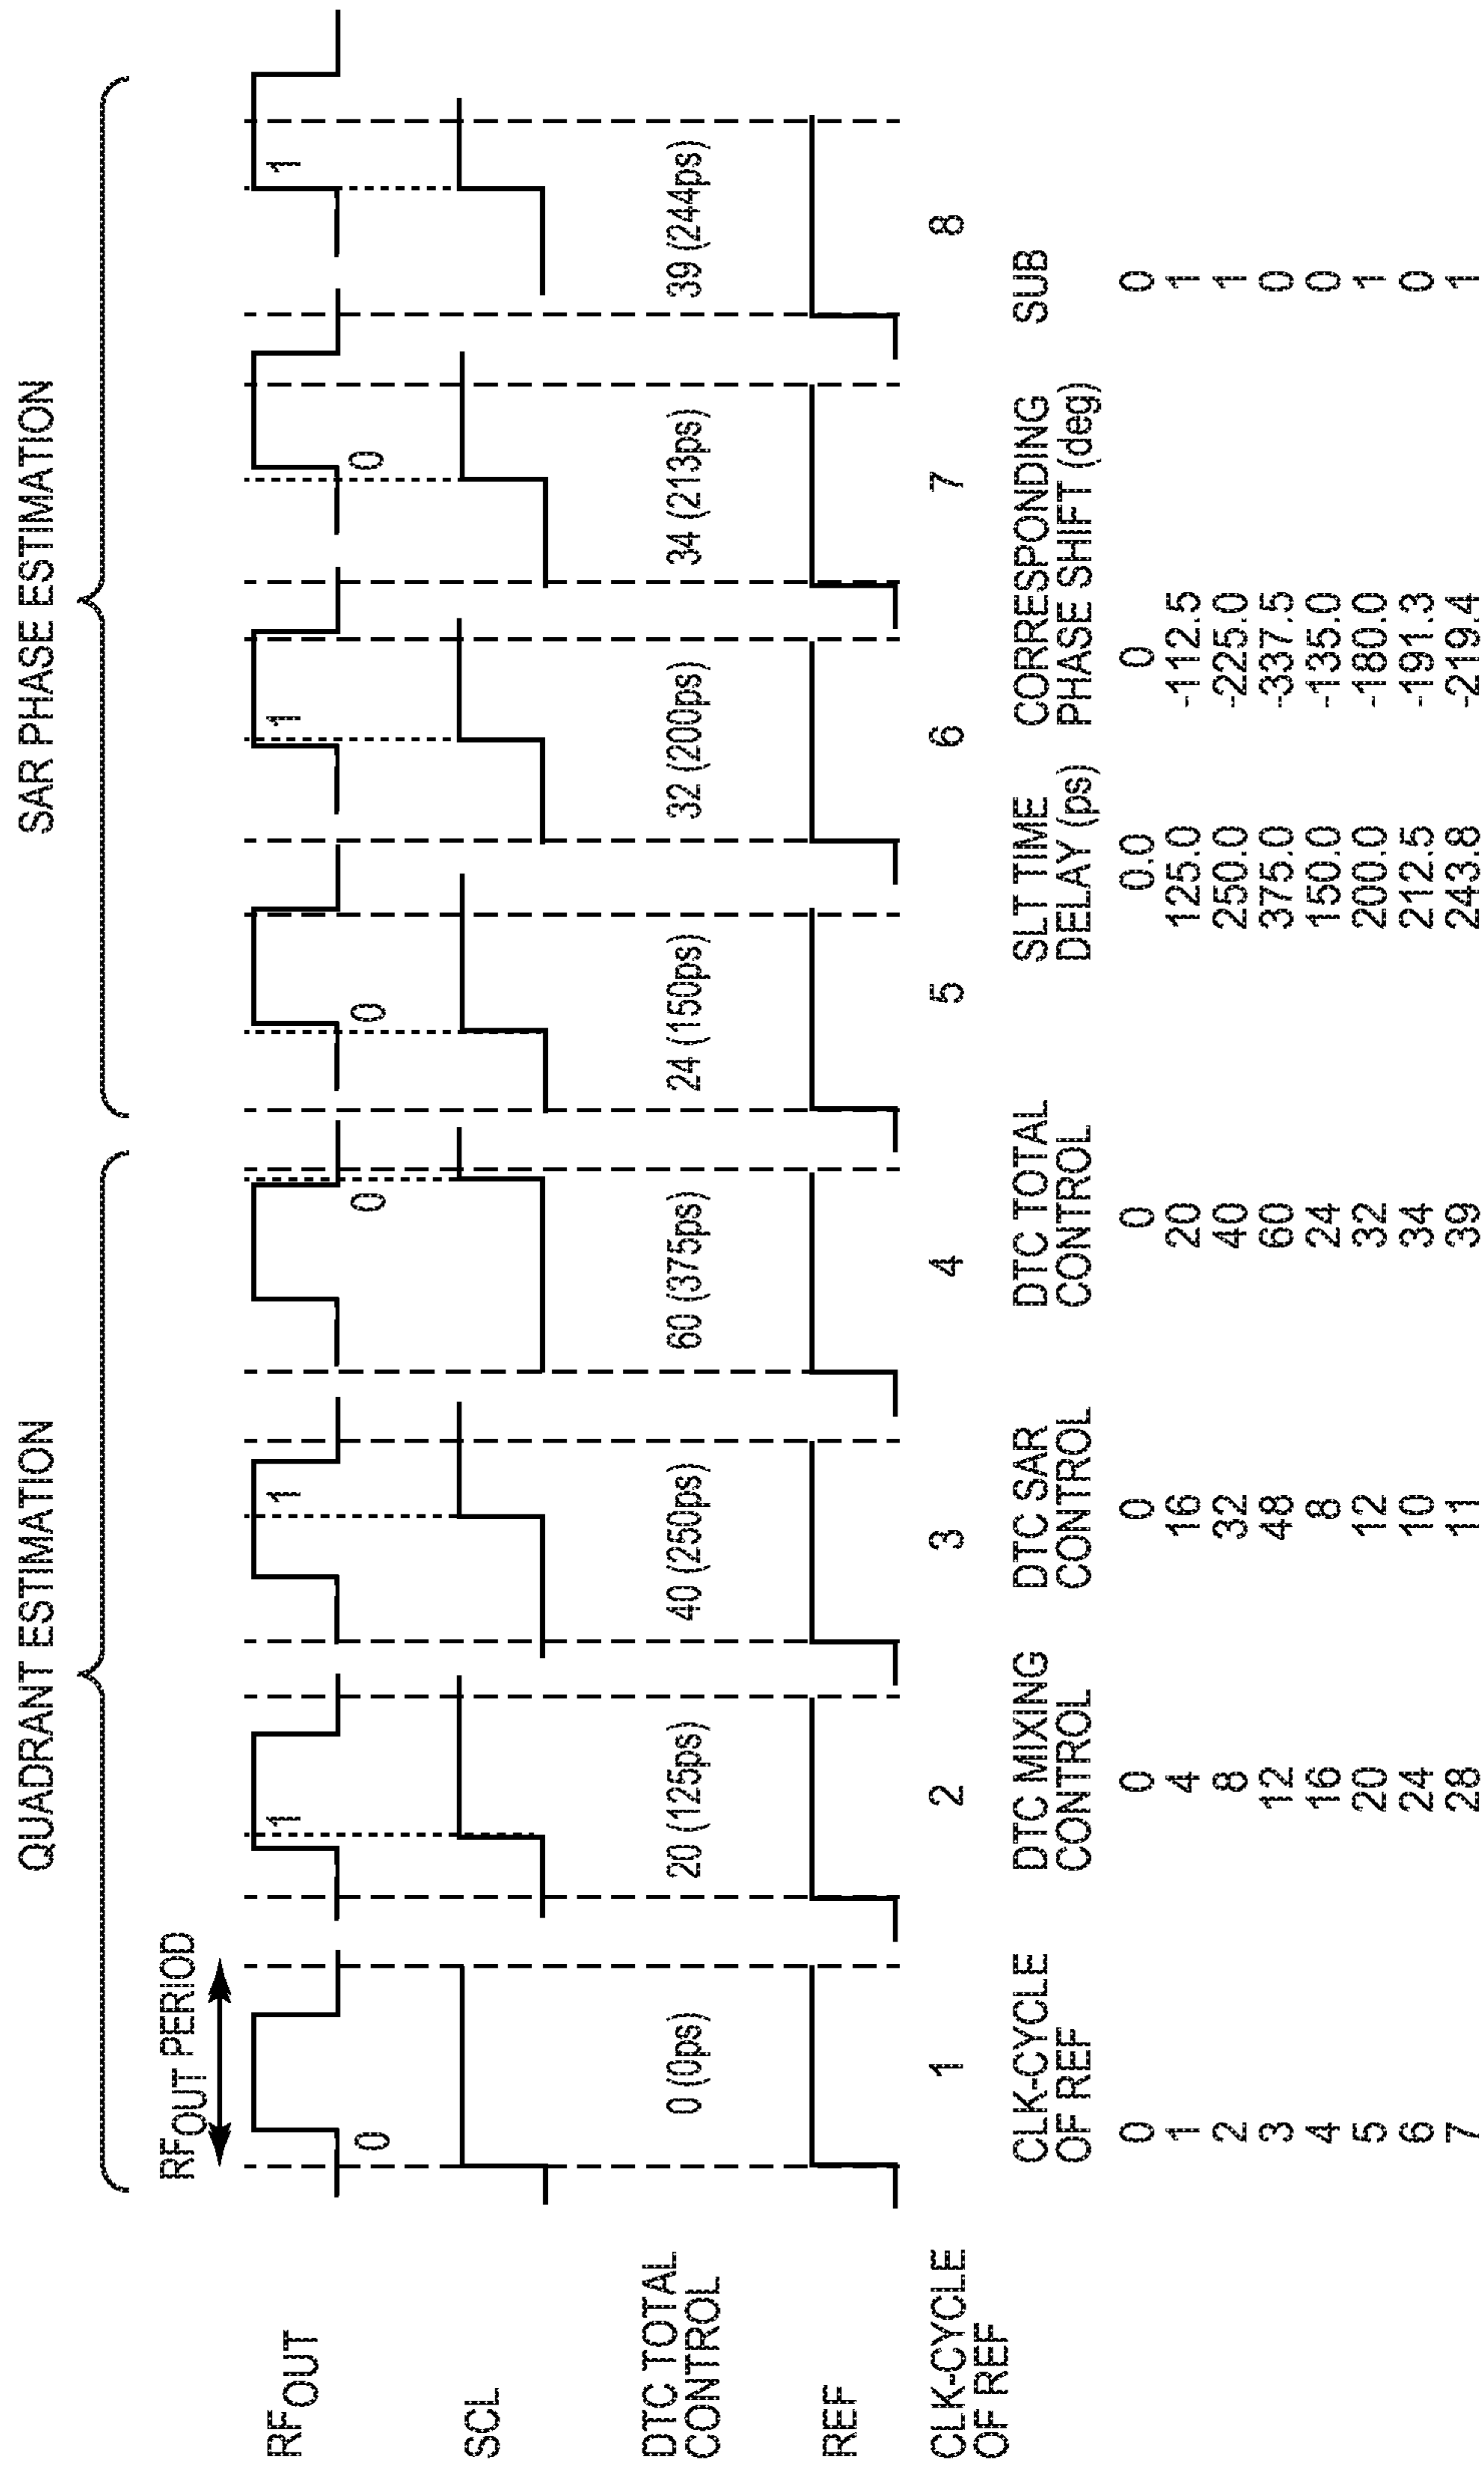 QUADRANT ESTIMATION
SAR PHASE ESTIMATION
RFOUT PERIOD
RFOUT
0 1 1 0 0 1 0 1
SCL
DTC TOTAL
CONTROL
0 (0ps) 20 (125ps) 40 (250ps) 60 (375ps) 24 (150ps) 32 (200ps) 34 (213ps) 39 (244ps)
REF
CLK-CYCLE
OF REF
1 2 3 4 5 6 7 8
CLK-CYCLE DTC MIXING DTC SAR DTC TOTAL SLT TIME CORRESPONDING SUB
OF REF CONTROL CONTROL CONTROL DELAY (ps) PHASE SHIFT (deg)
0 0 0 0 0.0 0 0
1 4 16 20 125.0 -112.5 1
2 8 32 40 250.0 -225.0 1
3 12 48 60 375.0 -337.5 0
4 16 8 24 150.0 -135.0 0
5 20 12 32 200.0 -180.0 1
6 24 10 34 212.5 -191.3 0
7 28 11 39 243.8 -219.4 1